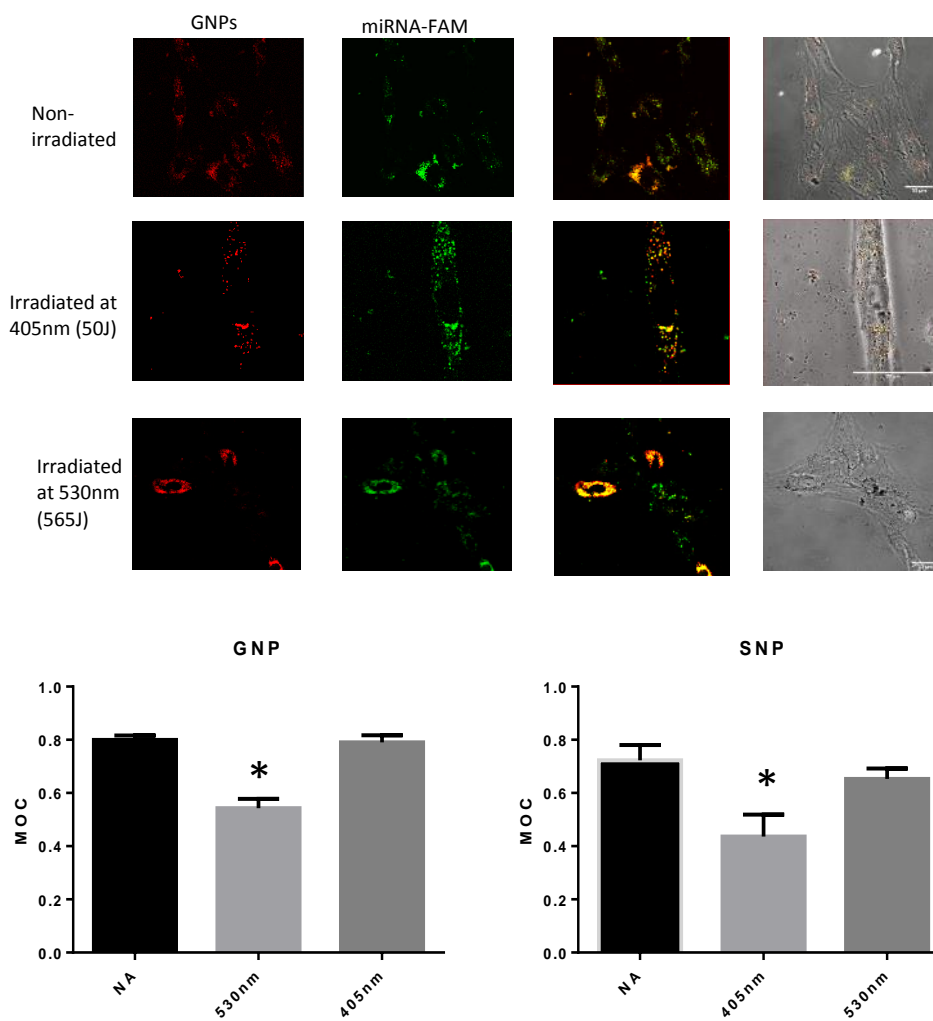 GNPs
miRNA-FAM
Non-
irradiated
Irradiated at
405nm (50J)
Irradiated
at 530nm
(565J)
GNP
MOC
1.0
0.8
0.6
0.4
0.2
0.0
*
NA
530nm
405nm
SNP
MOC
1.0
0.8
0.6
0.4
0.2
0.0
*
NA
405nm
530nm